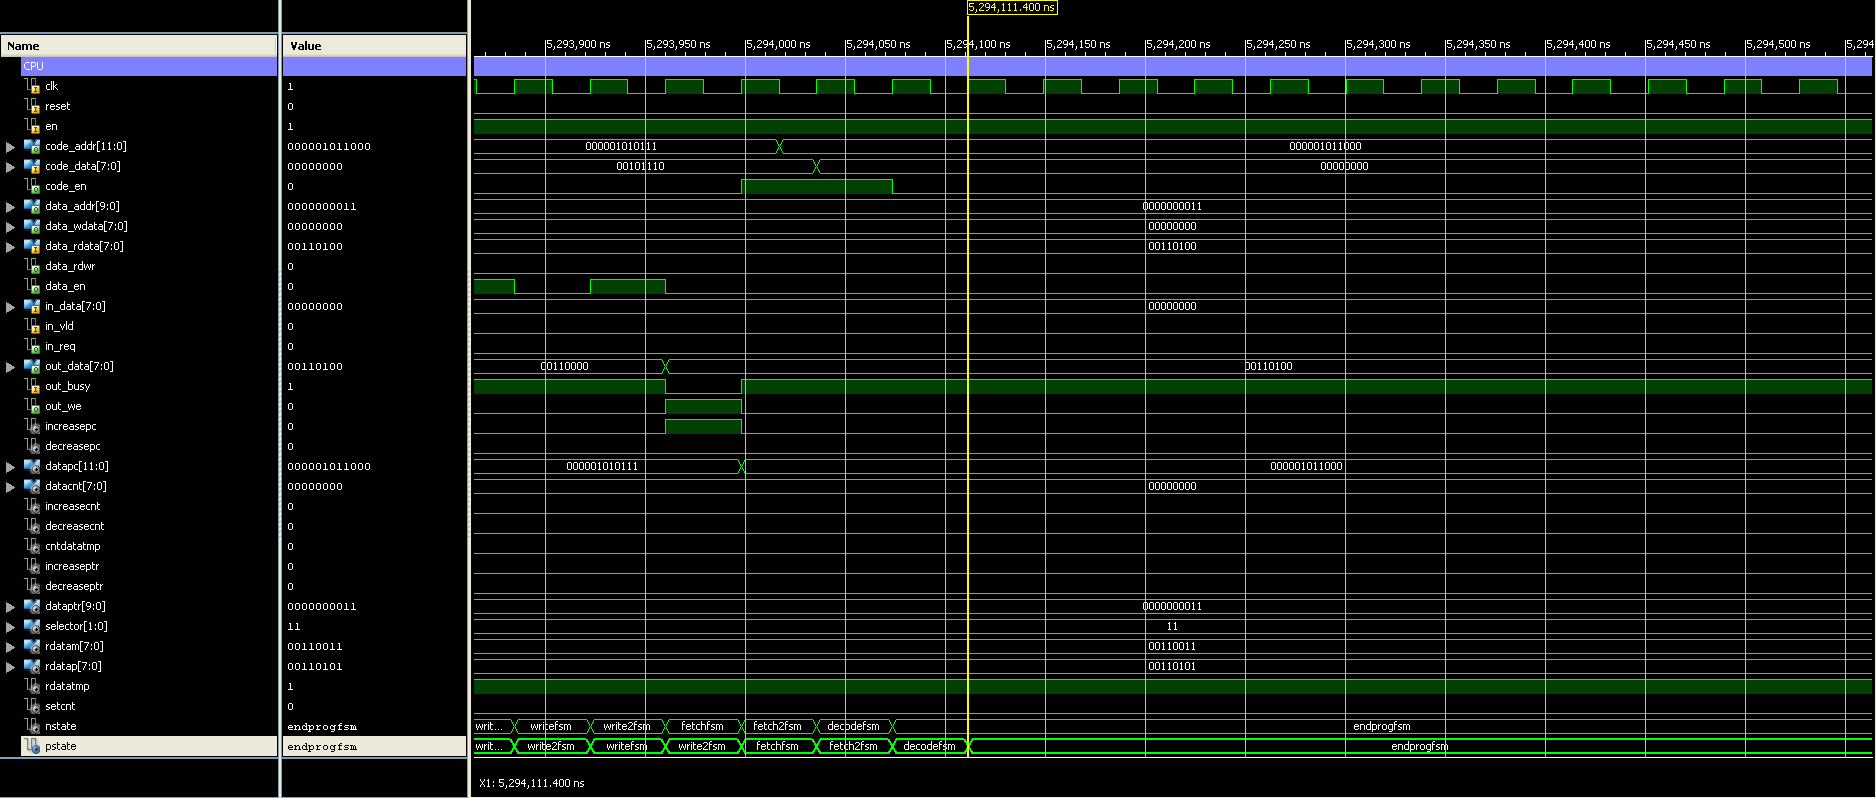 5,294,111.400 ns
Name Value 5,293,900 ns 5,293,950 ns 5,294,000 ns 5,294,050 ns 5,294,100 ns 5,294,150 ns 5,294,200 ns 5,294,250 ns 5,294,300 ns 5,294,350 ns 5,294,400 ns 5,294,450 ns 5,294,500 ns 5,294
CPU
clk 1
reset 0
en 1
code_addr[11:0] 000001011000 000001010111 000001011000
code_data[7:0] 00000000 00101110 00000000
code_en 0
data_addr[9:0] 0000000011 0000000011
data_wdata[7:0] 00000000 00000000
data_rdata[7:0] 00110100 00110100
data_rdwr 0
data_en 0
in_data[7:0] 00000000 00000000
in_vld 0
in_req 0
out_data[7:0] 00110100 00110000 00110100
out_busy 1
out_we 0
increasepc 0
decreasepc 0
datapc[11:0] 000001011000 000001010111 000001011000
datacnt[7:0] 00000000 00000000
increasecnt 0
decreasecnt 0
cntdatatmp 0
increaseptr 0
decreaseptr 0
dataptr[9:0] 0000000011 0000000011
selector[1:0] 11 11
rdatam[7:0] 00110011 00110011
rdatap[7:0] 00110101 00110101
rdatatmp 1
setcnt 0
nstate endprogfsm writ... writefsm write2fsm fetchfsm fetch2fsm decodefsm endprogfsm
pstate endprogfsm writ... write2fsm writefsm write2fsm fetchfsm fetch2fsm decodefsm endprogfsm
X1: 5,294,111.400 ns